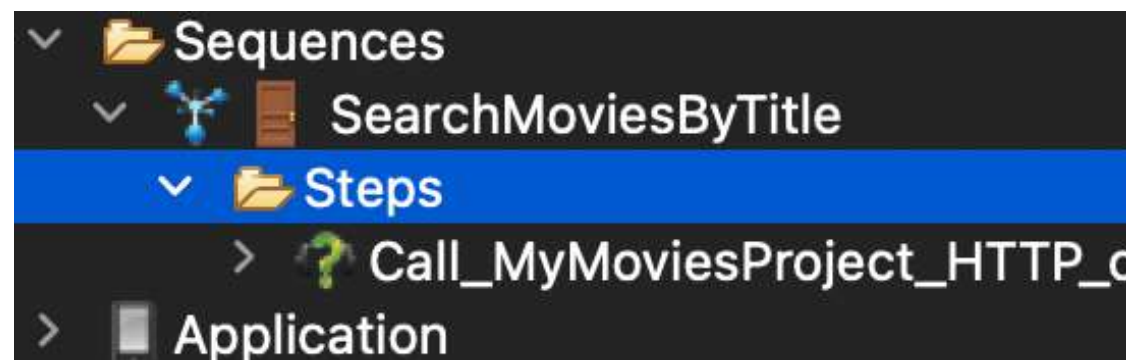 Sequences
SearchMoviesByTitle
Steps
Call_MyMoviesProject_HTTP_
Application